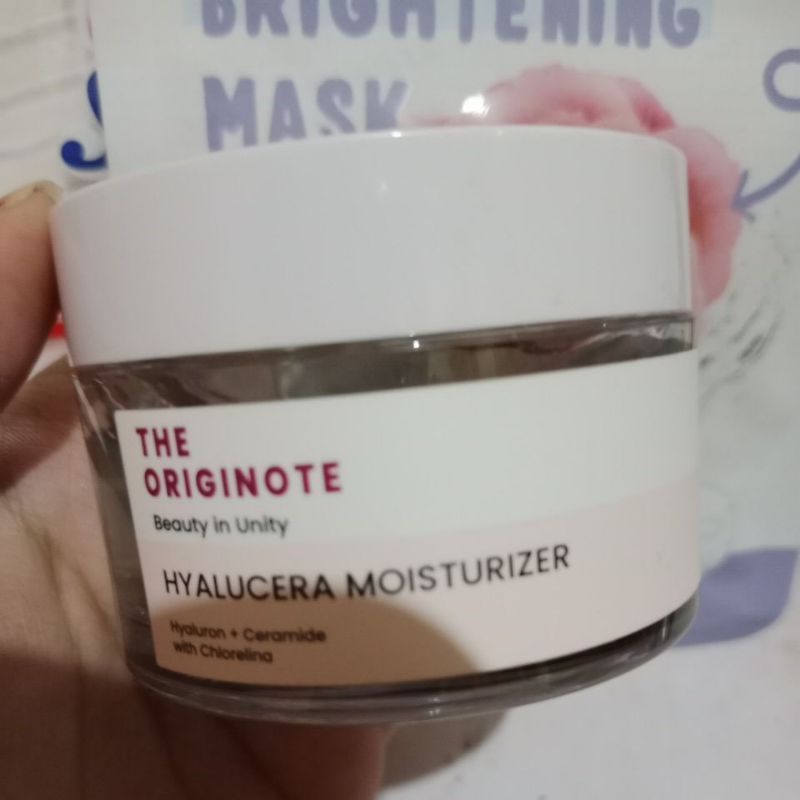 BRIGHTENING
MASK
THE
ORIGINOTE
Beauty in Unity
HYALUCERA MOISTURIZER
Hyaluron + Ceramide
with Chlorelina